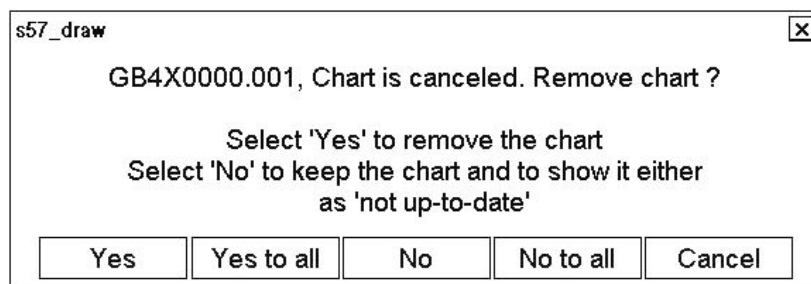 s57_draw
GB4X0000.001, Chart is canceled. Remove chart ?
Select 'Yes' to remove the chart
Select 'No' to keep the chart and to show it either
as 'not up-to-date'
Yes Yes to all No No to all Cancel